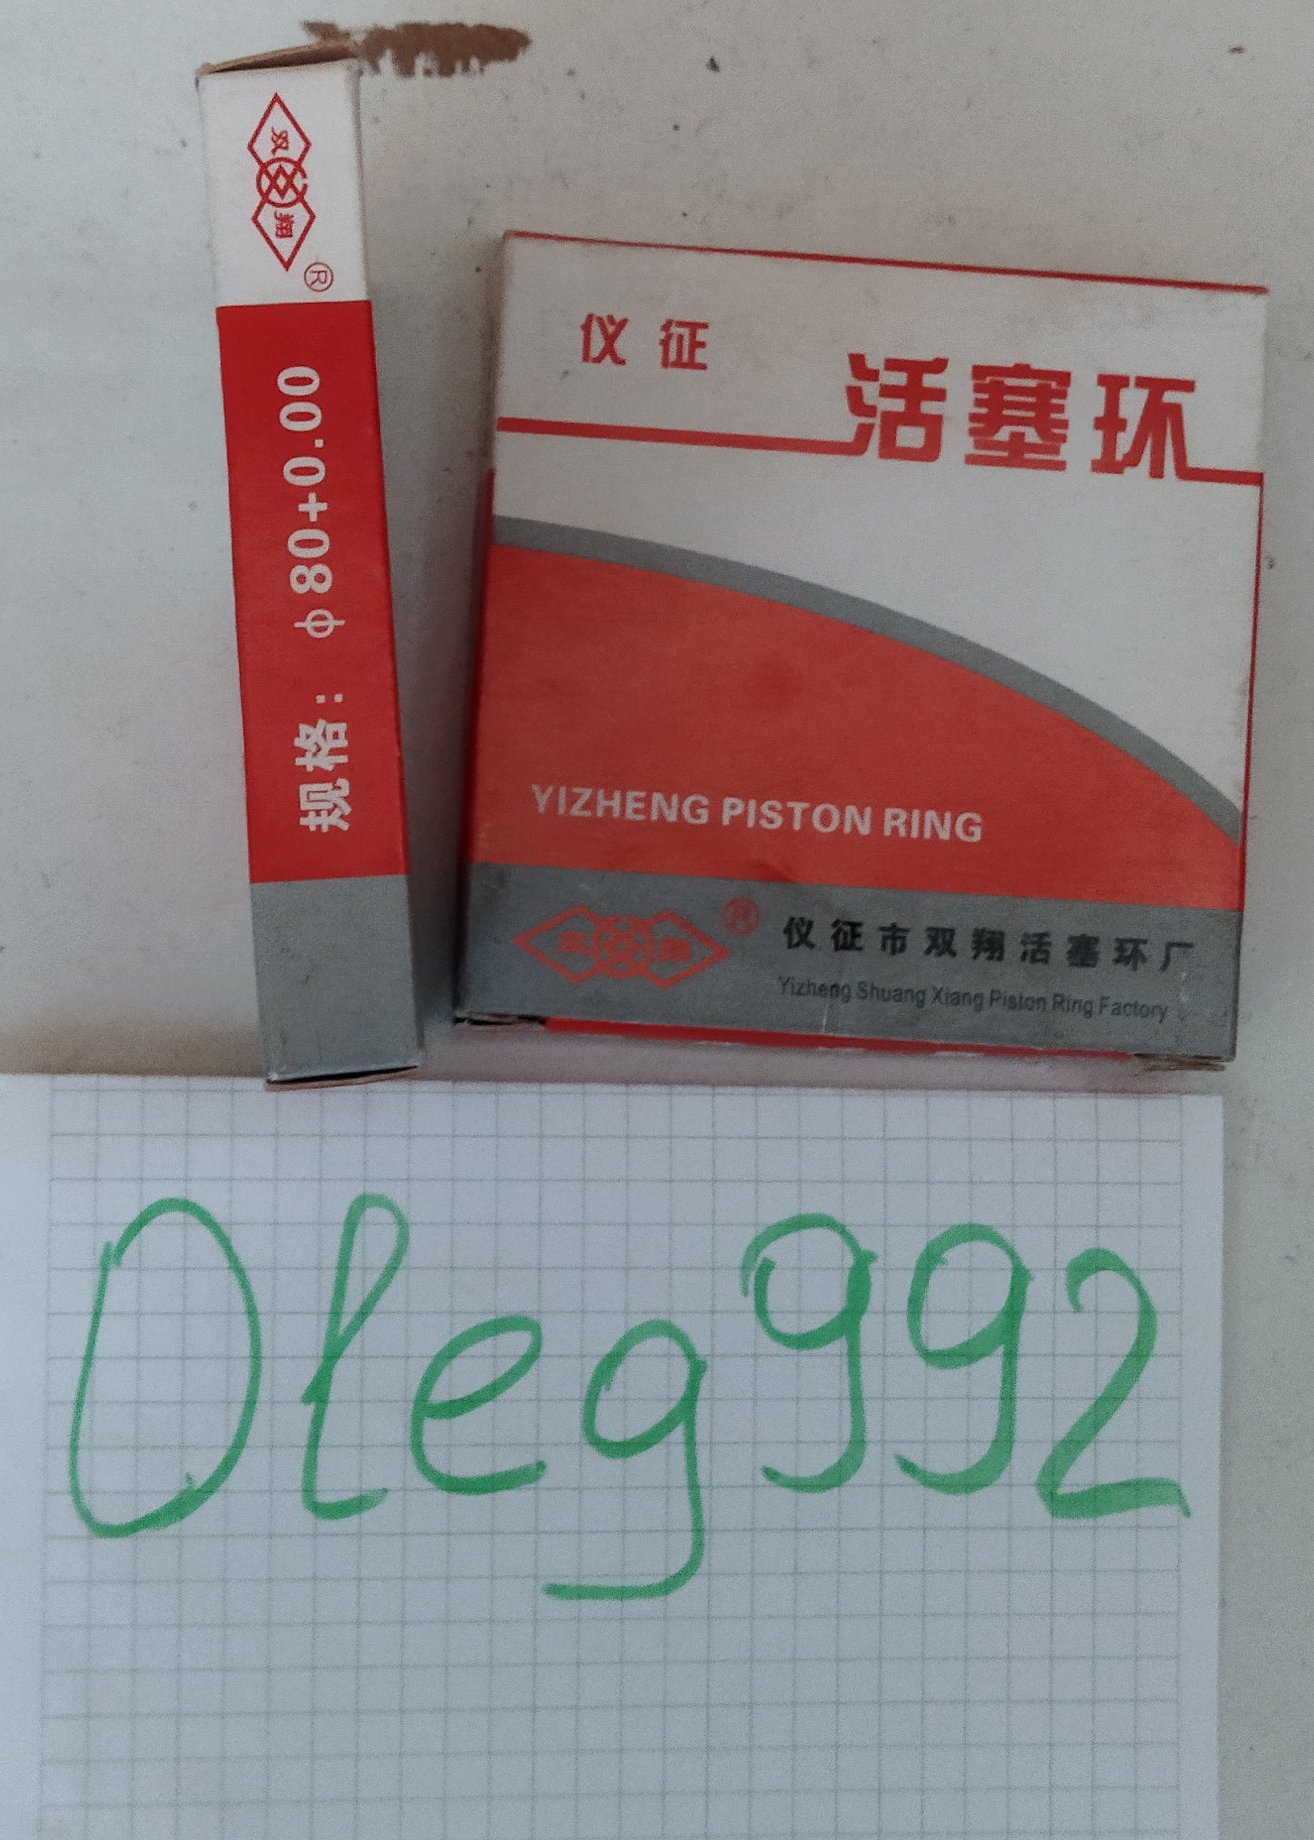 双
翔
®
规格： ф80+0.00
仪征
活塞环
YIZHENG PISTON RING
双 翔 ®
仪征市双翔活塞环厂
Yizheng Shuang Xiang Piston Ring Factory
Oleg992